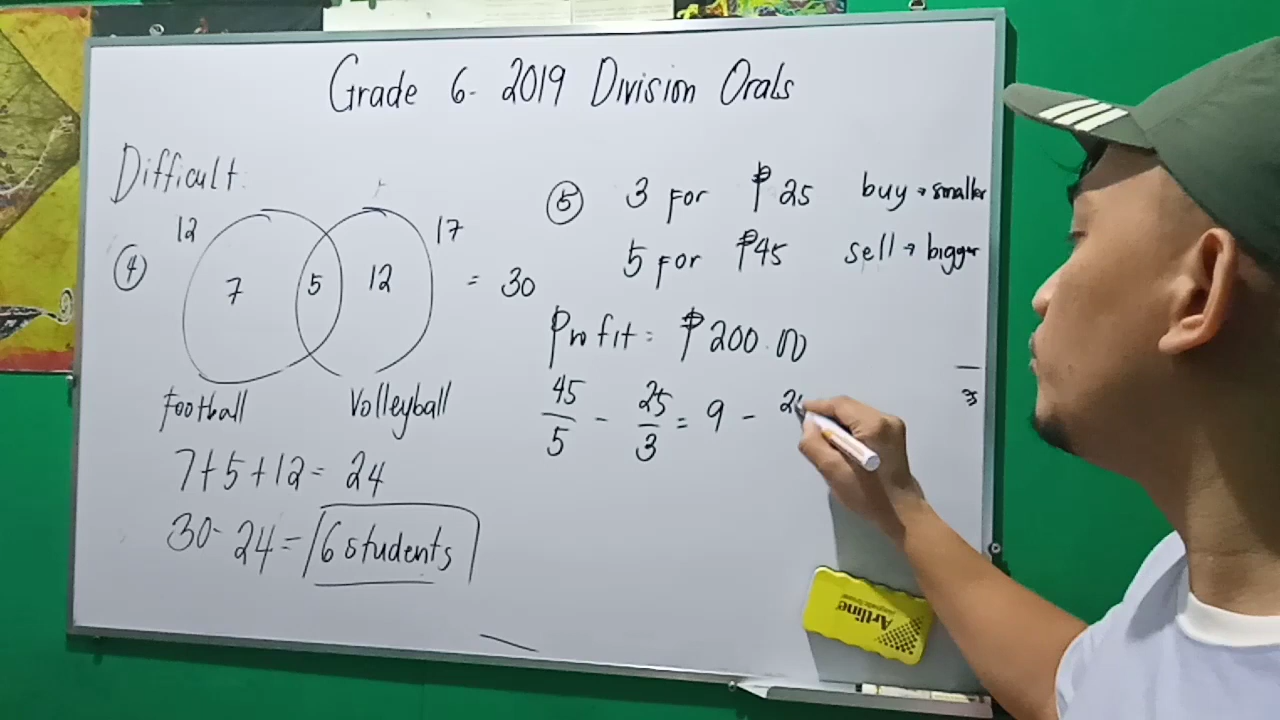 Grade 6- 2019 Division Orals
Difficult:
④
12
17
7 5 12 = 30
Football Volleyball
7+5+12 = 24
30- 24 = 6 students
⑤ 3 for ₱25 buy → smaller
5 for ₱45 sell → bigger
Profit = ₱200.00
45/5 - 25/3 = 9 - 2
Artline